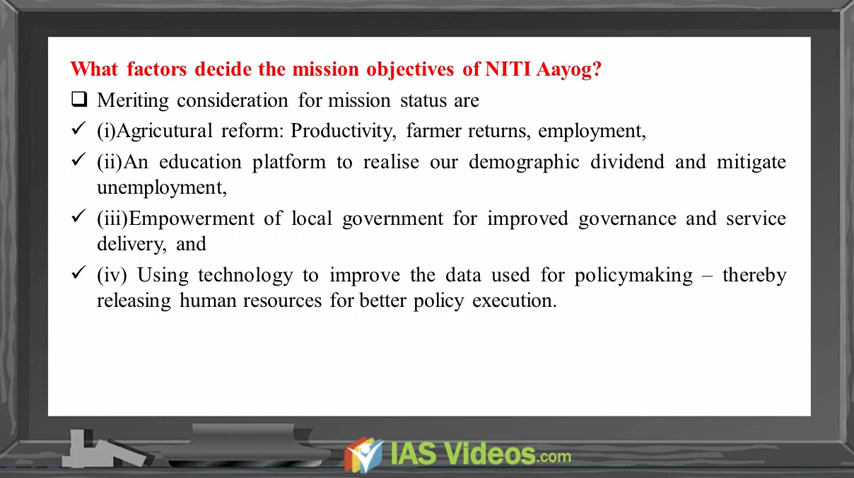 What factors decide the mission objectives of NITI Aayog?
Meriting consideration for mission status are
(i)Agricutural reform: Productivity, farmer returns, employment,
(ii)An education platform to realise our demographic dividend and mitigate
unemployment,
(iii)Empowerment of local government for improved governance and service
delivery, and
(iv) Using technology to improve the data used for policymaking – thereby
releasing human resources for better policy execution.
IAS Videos.com